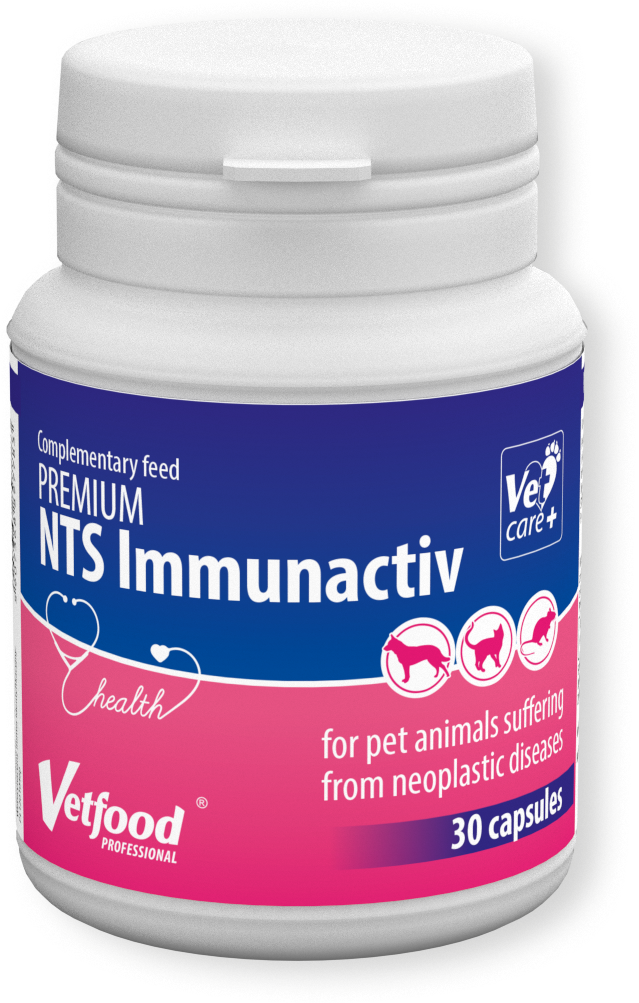 Complementary feed
PREMIUM
NTS Immunactiv
Vet
care+
health
for pet animals suffering
from neoplastic diseases
30 capsules
Vetfood®
PROFESSIONAL